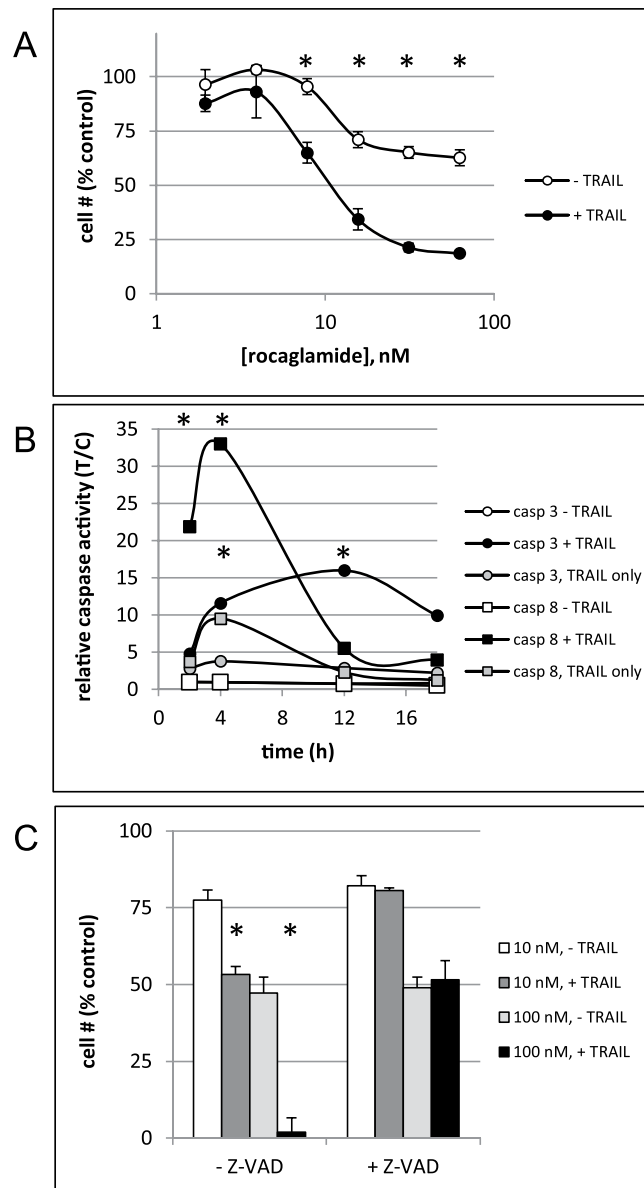 A
cell # (% control)
100
75
50
25
0
* * * *
1 10 100
[rocaglamide], nM
- TRAIL
+ TRAIL
B
relative caspase activity (T/C)
35
30
25
20
15
10
5
0
* *
* *
0 4 8 12 16
time (h)
casp 3 - TRAIL
casp 3 + TRAIL
casp 3, TRAIL only
casp 8 - TRAIL
casp 8 + TRAIL
casp 8, TRAIL only
C
cell # (% control)
100
75
50
25
0
* *
- Z-VAD + Z-VAD
10 nM, - TRAIL
10 nM, + TRAIL
100 nM, - TRAIL
100 nM, + TRAIL